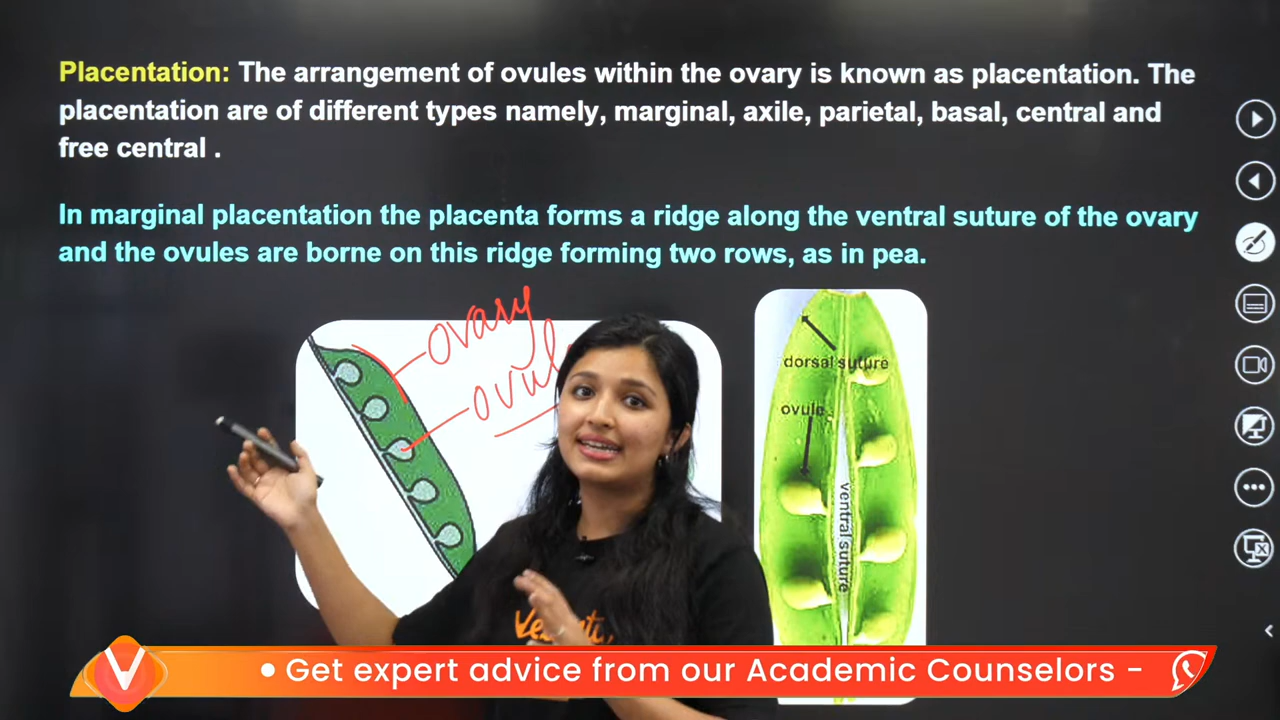 Placentation: The arrangement of ovules within the ovary is known as placentation. The
placentation are of different types namely, marginal, axile, parietal, basal, central and
free central .
In marginal placentation the placenta forms a ridge along the ventral suture of the ovary
and the ovules are borne on this ridge forming two rows, as in pea.
ovary
dorsal suture
ovule
ventral suture
• Get expert advice from our Academic Counselors -